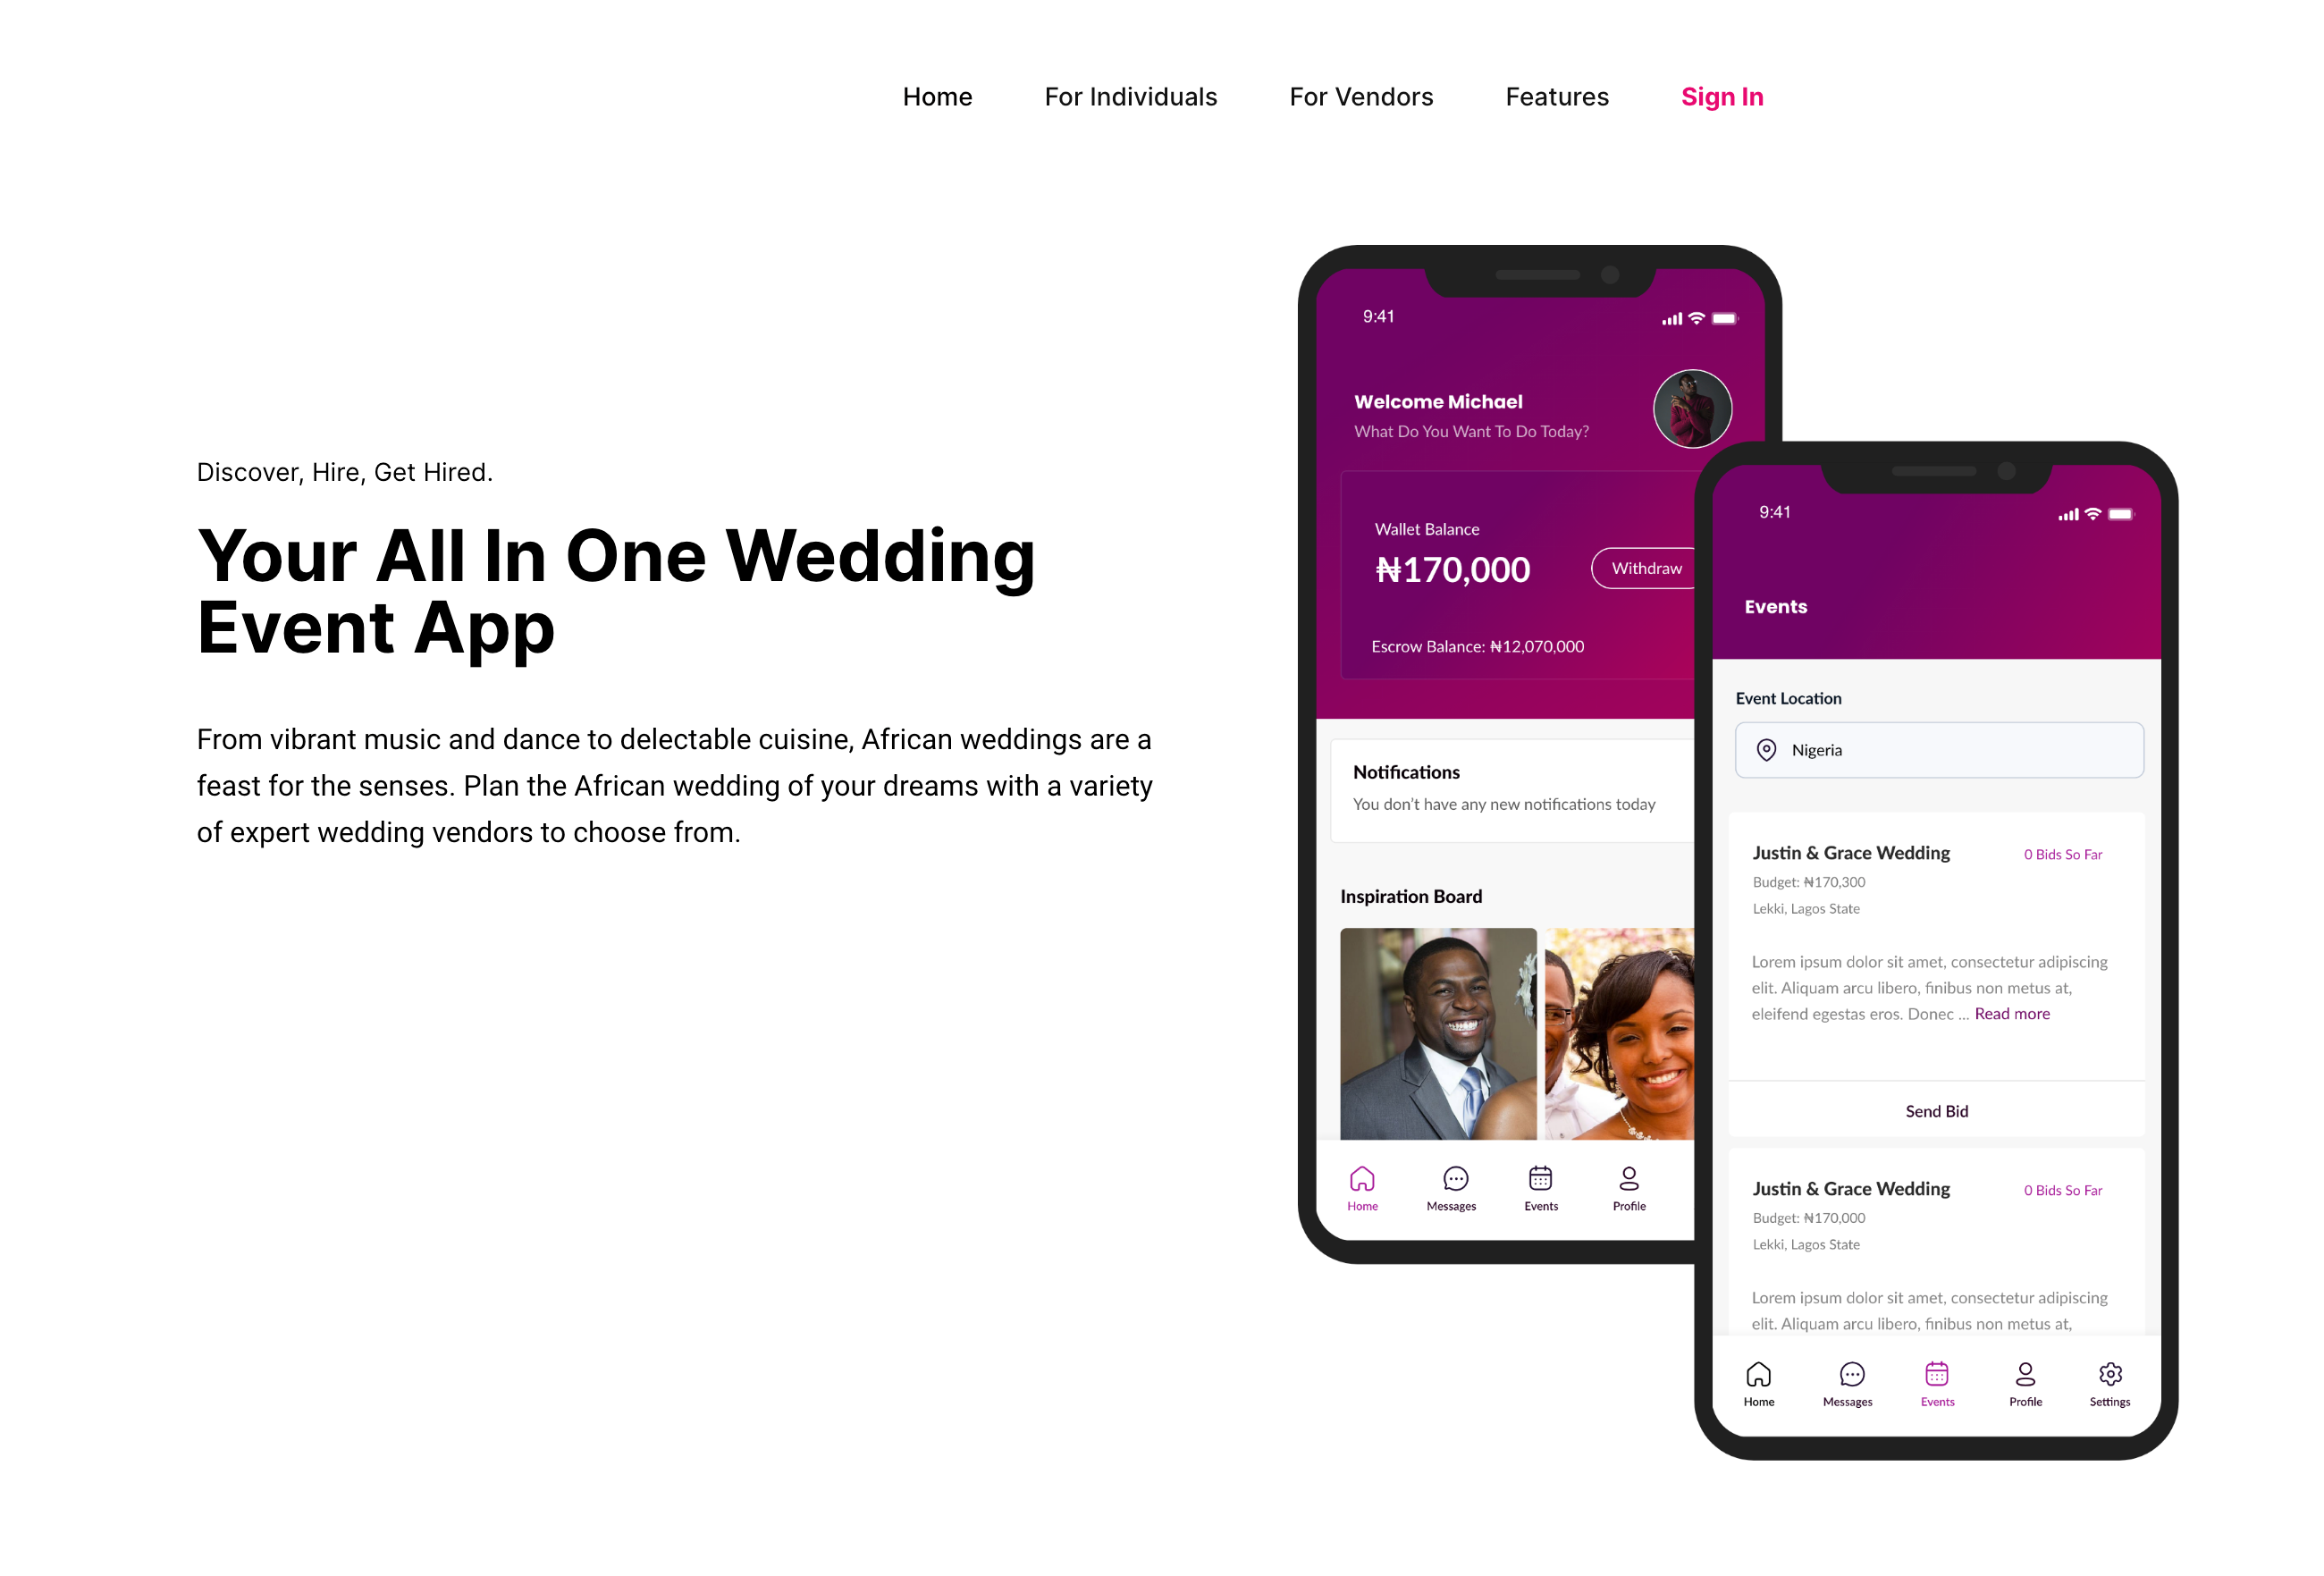 Home For Individuals For Vendors Features Sign In
Discover, Hire, Get Hired.
Your All In One Wedding
Event App
From vibrant music and dance to delectable cuisine, African weddings are a
feast for the senses. Plan the African wedding of your dreams with a variety
of expert wedding vendors to choose from.
9:41
Welcome Michael
What Do You Want To Do Today?
Wallet Balance
₦170,000
Withdraw
Escrow Balance: ₦12,070,000
Notifications
You don’t have any new notifications today
Inspiration Board
Home Messages Events Profile
9:41
Events
Event Location
Nigeria
Justin & Grace Wedding 0 Bids So Far
Budget: ₦170,300
Lekki, Lagos State
Lorem ipsum dolor sit amet, consectetur adipiscing
elit. Aliquam arcu libero, finibus non metus at,
eleifend egestas eros. Donec ... Read more
Send Bid
Justin & Grace Wedding 0 Bids So Far
Budget: ₦170,000
Lekki, Lagos State
Lorem ipsum dolor sit amet, consectetur adipiscing
elit. Aliquam arcu libero, finibus non metus at,
Home Messages Events Profile Settings